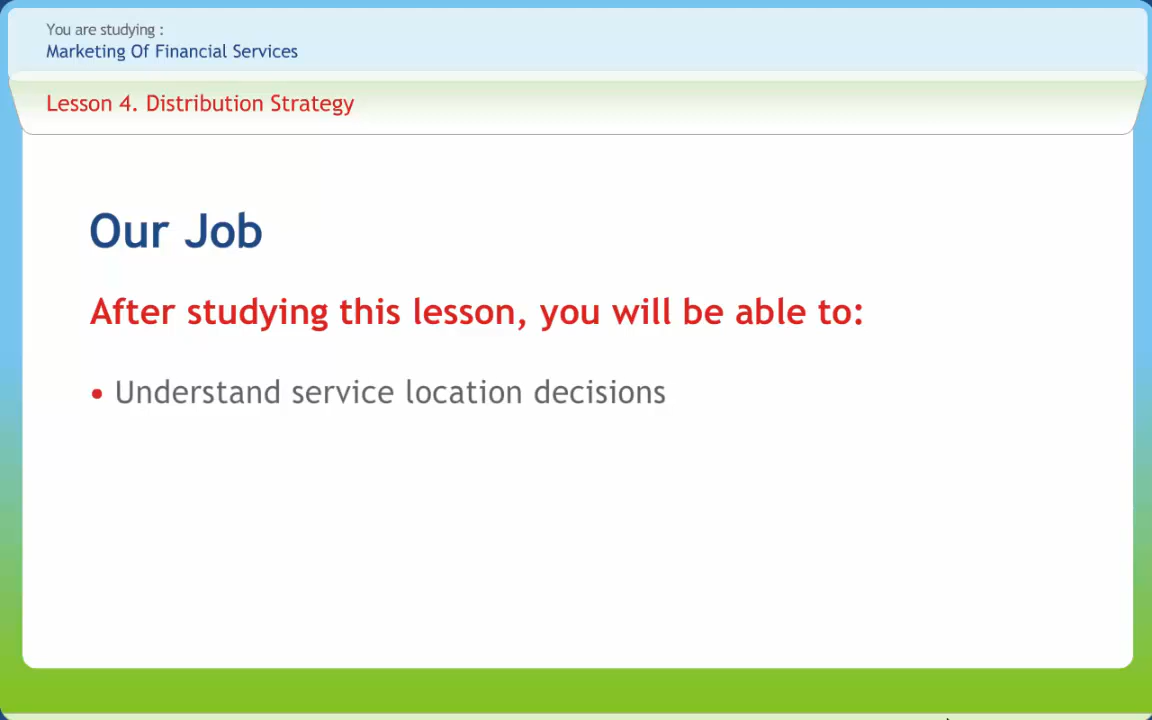 You are studying :
Marketing Of Financial Services
Lesson 4. Distribution Strategy
Our Job
After studying this lesson, you will be able to:
• Understand service location decisions